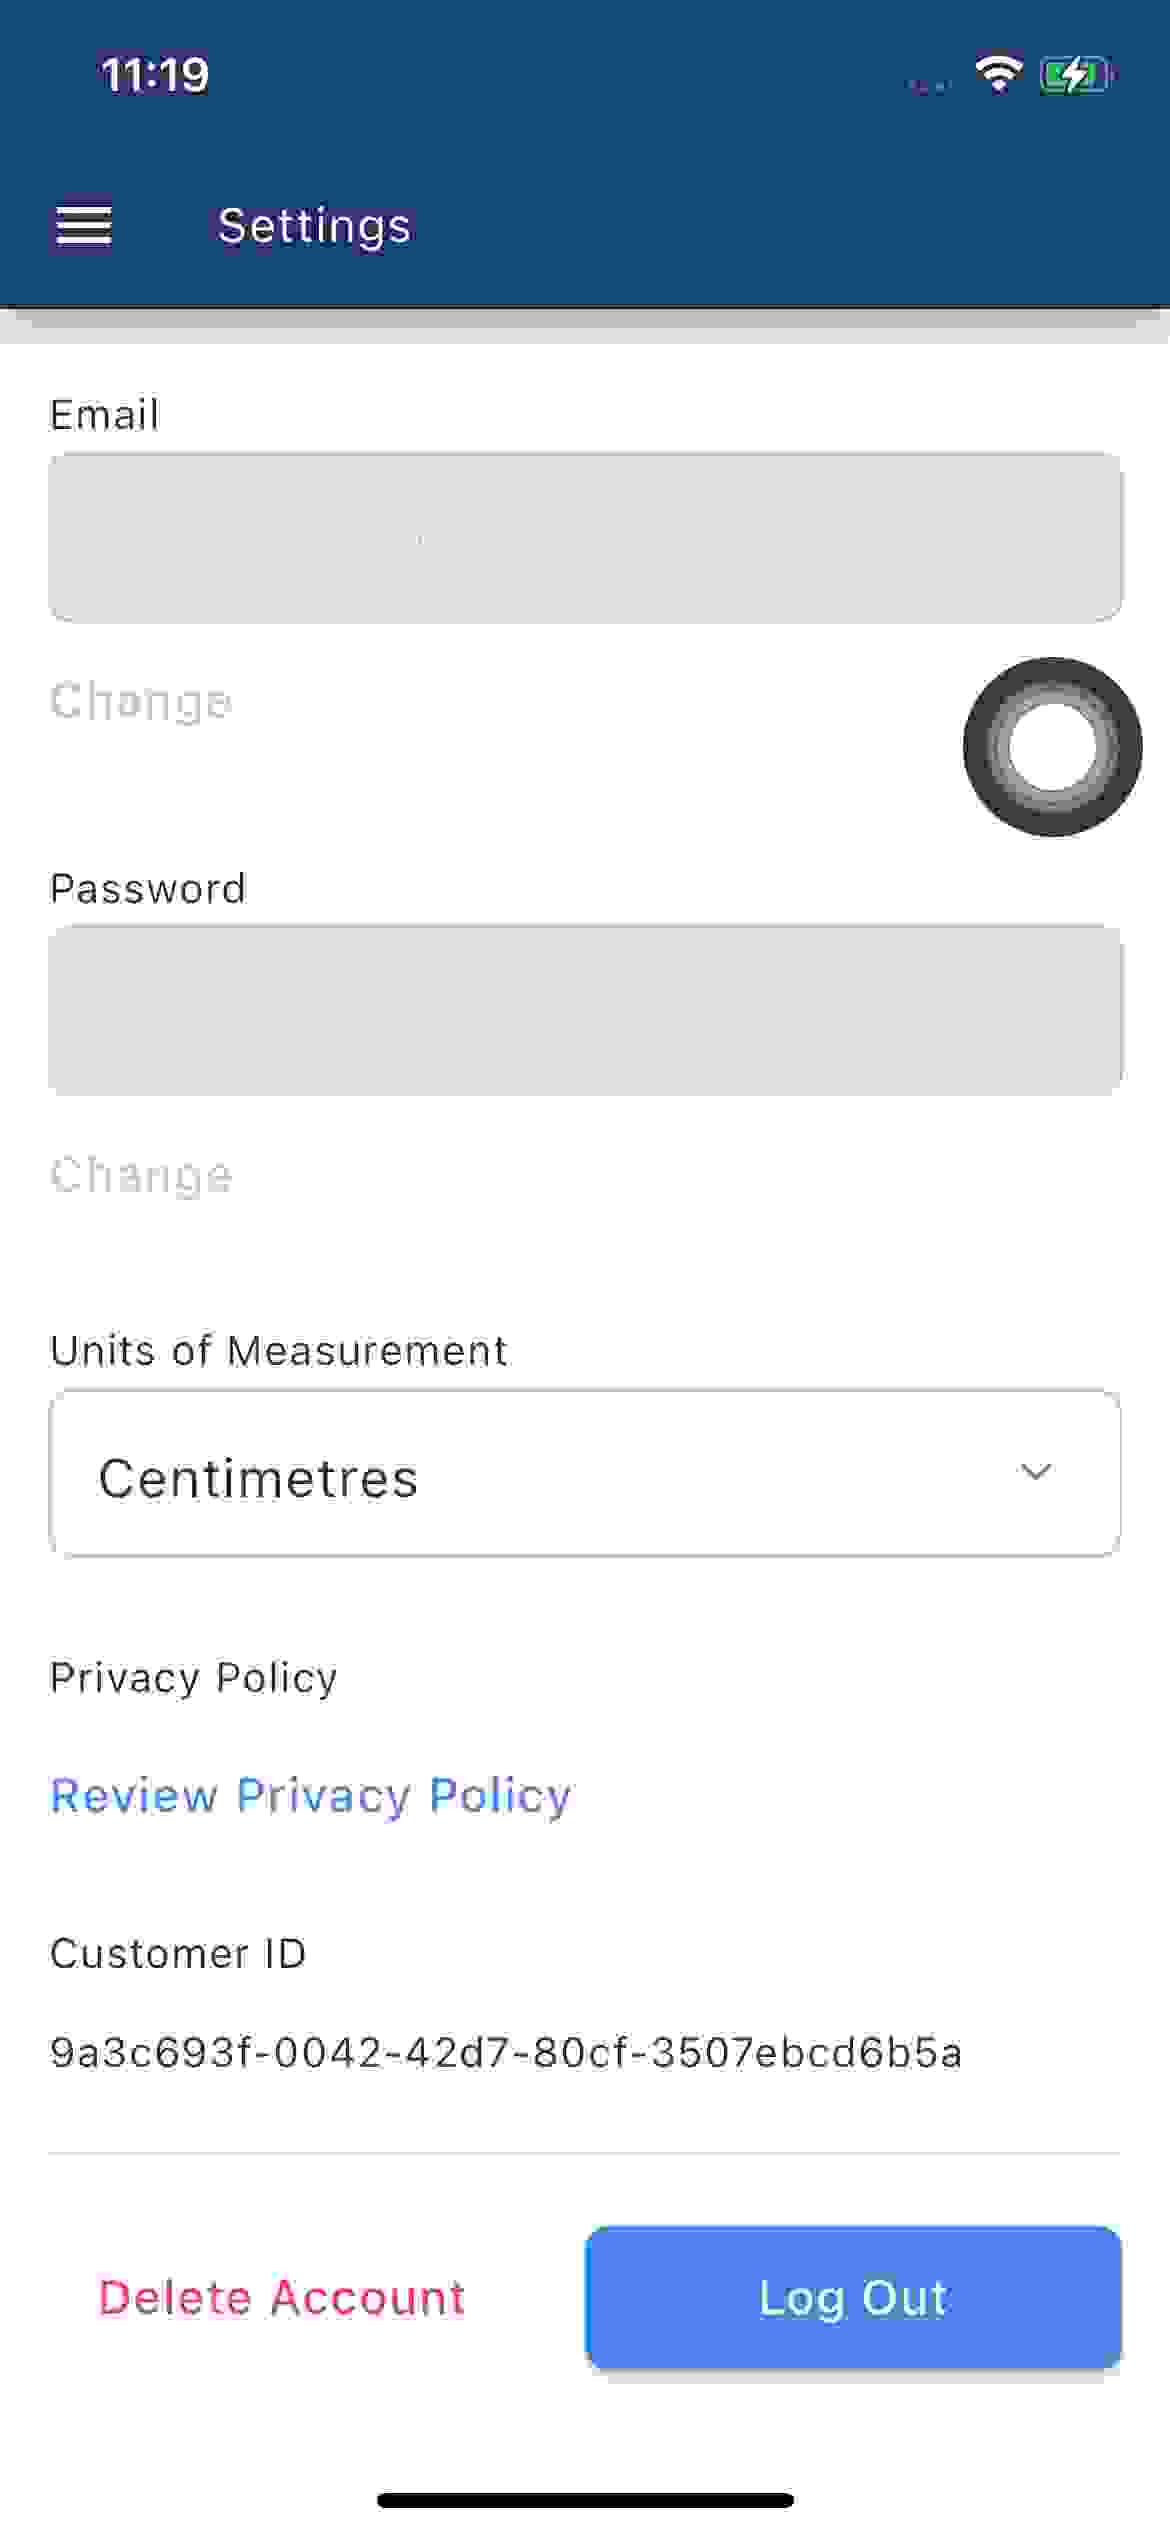 11:19
Settings
Email
Change
Password
Change
Units of Measurement
Centimetres
Privacy Policy
Review Privacy Policy
Customer ID
9a3c693f-0042-42d7-80cf-3507ebcd6b5a
Delete Account
Log Out